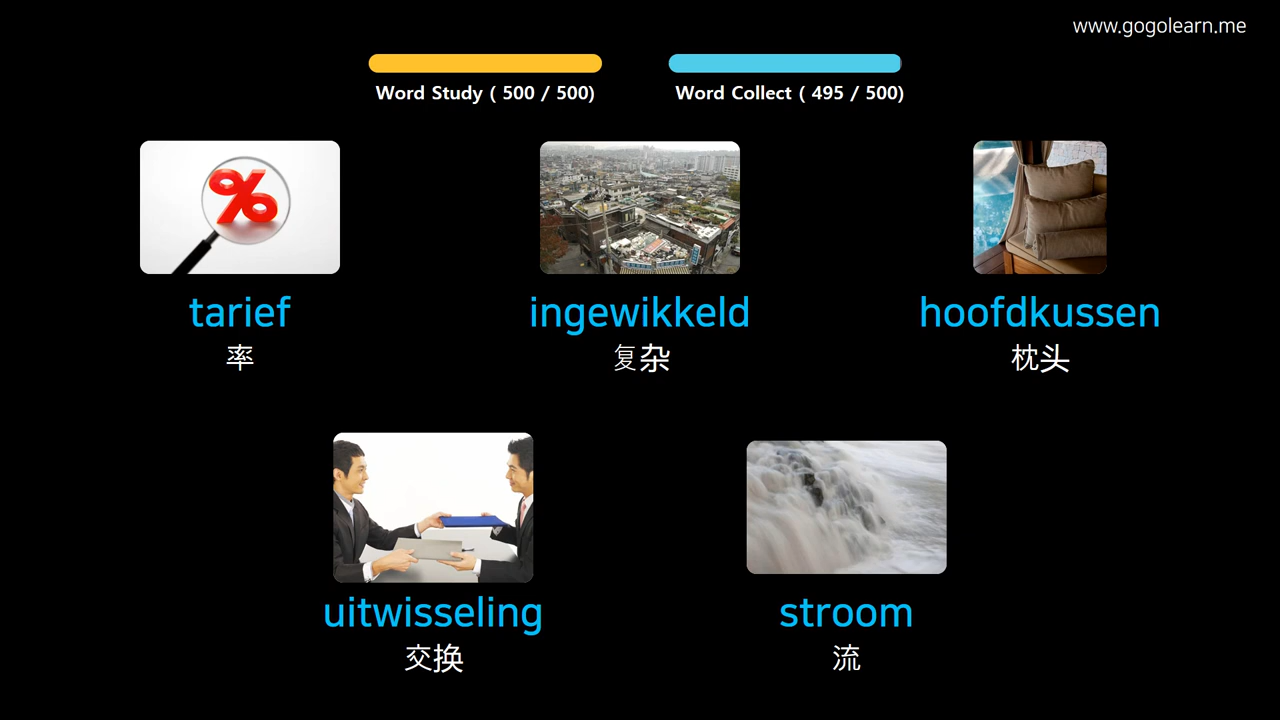 www.gogolearn.me
Word Study ( 500 / 500)
Word Collect ( 495 / 500)
tarief
率
ingewikkeld
复杂
hoofdkussen
枕头
uitwisseling
交换
stroom
流